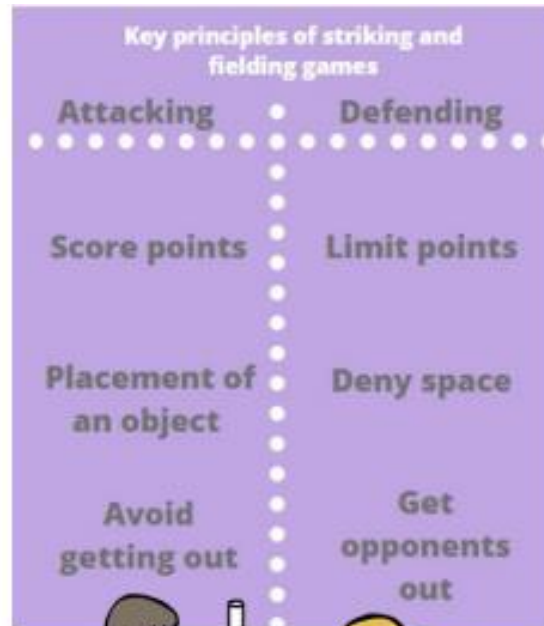 Key principles of striking and
fielding games
Attacking
Defending
Score points
Limit points
Placement of
an object
Deny space
Avoid
getting out
Get
opponents
out